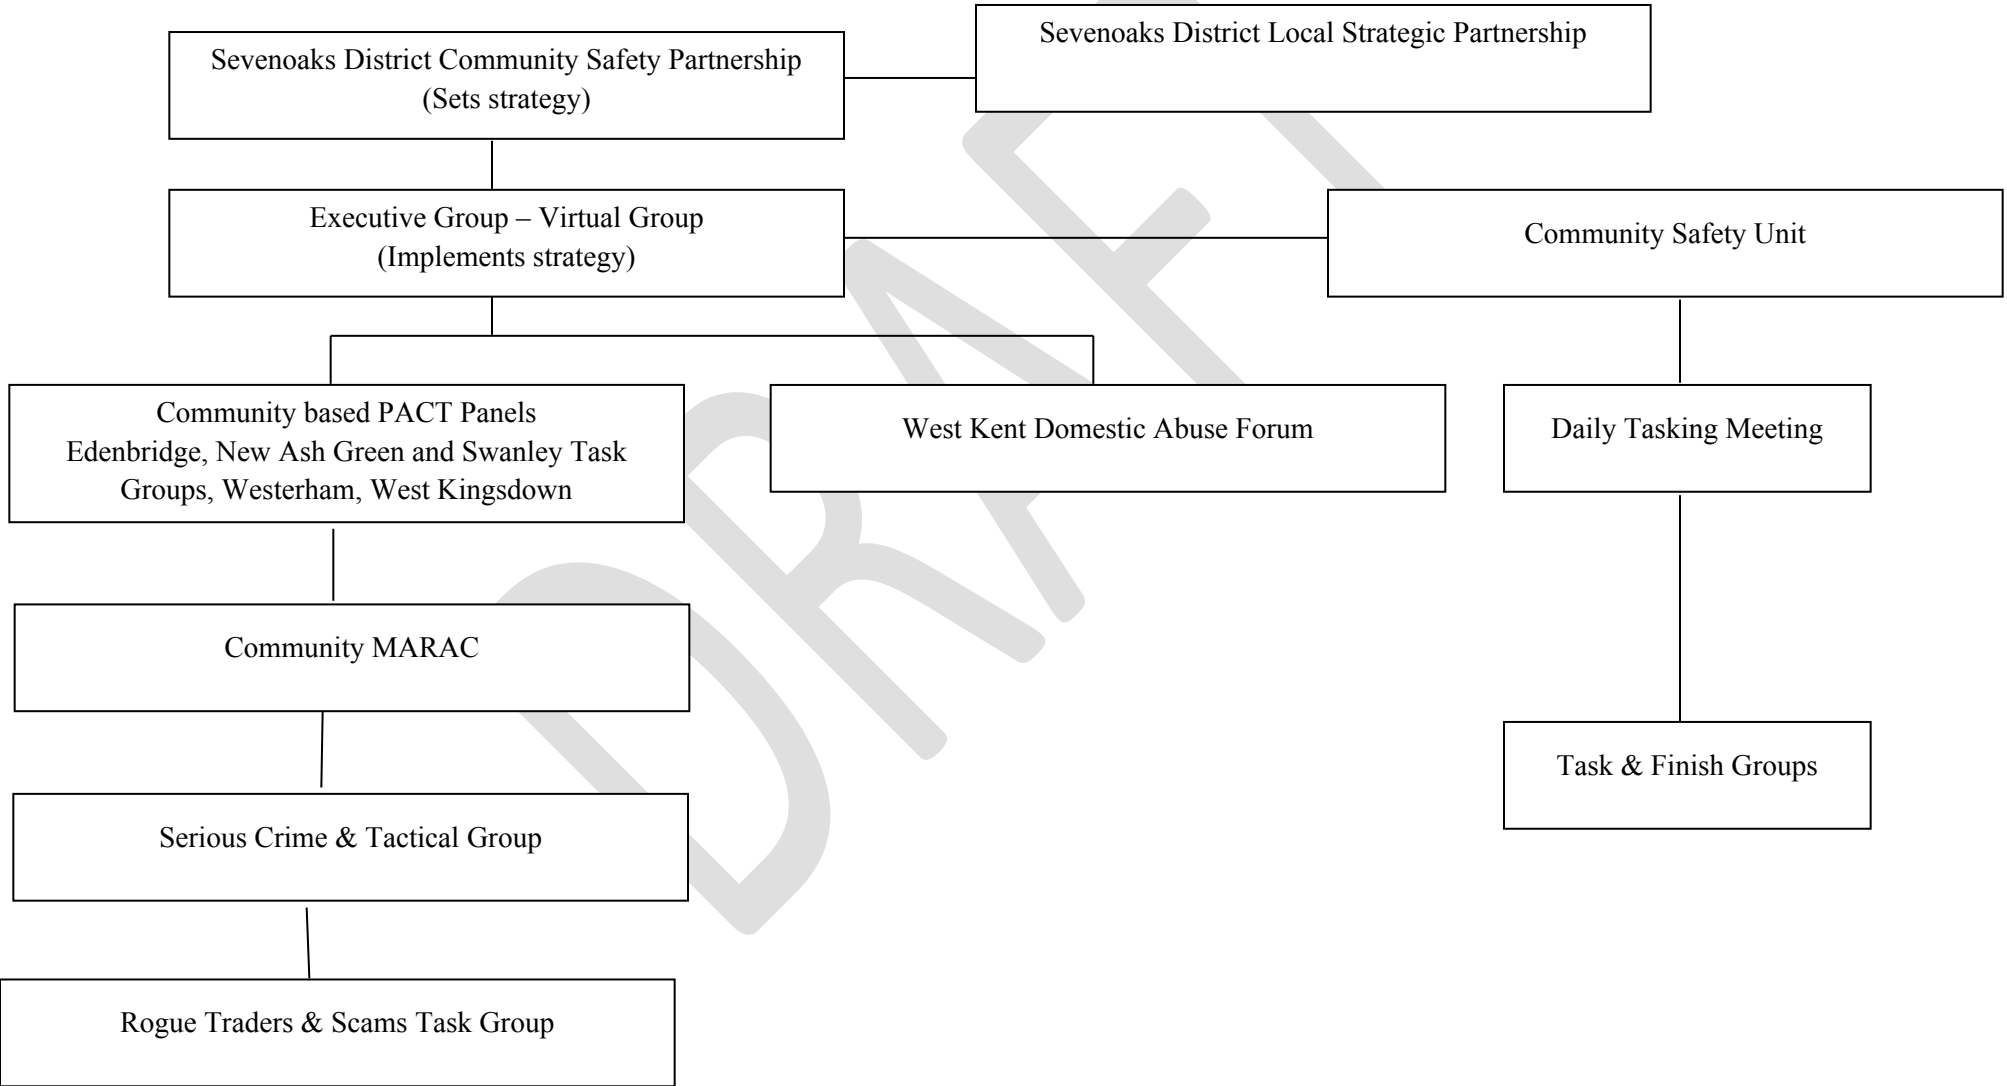 Sevenoaks District Local Strategic Partnership
Sevenoaks District Community Safety Partnership
(Sets strategy)
Executive Group – Virtual Group
(Implements strategy)
Community Safety Unit
Community based PACT Panels
Edenbridge, New Ash Green and Swanley Task
Groups, Westerham, West Kingsdown
West Kent Domestic Abuse Forum
Daily Tasking Meeting
Community MARAC
Task & Finish Groups
Serious Crime & Tactical Group
Rogue Traders & Scams Task Group
DRAFT